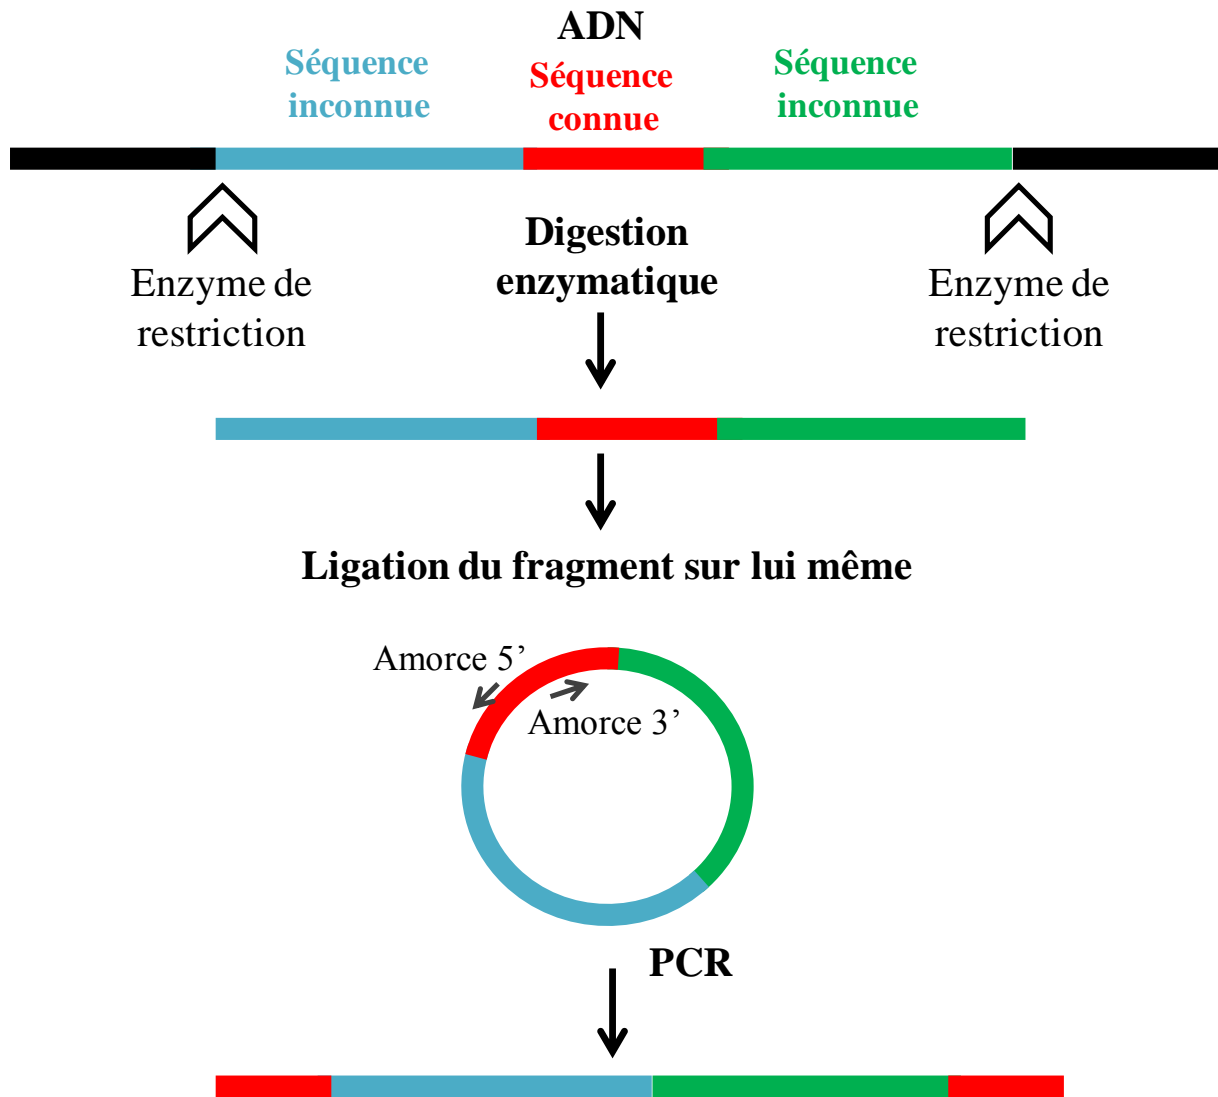 ADN
Séquence
inconnue
Séquence
connue
Séquence
inconnue
Digestion
enzymatique
Enzyme de
restriction
Enzyme de
restriction
Ligation du fragment sur lui même
Amorce 5’
Amorce 3’
PCR